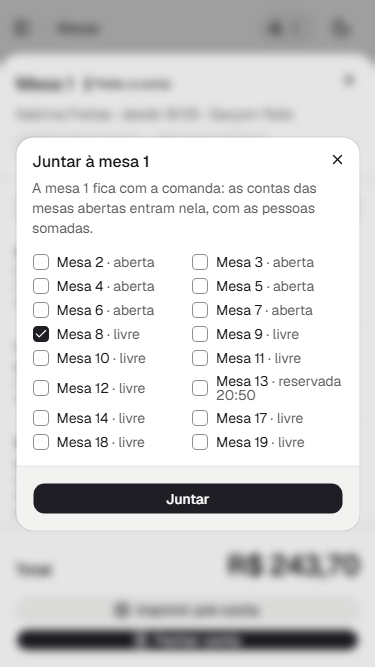 Mesa 1
Juntar à mesa 1
A mesa 1 fica com a comanda: as contas das
mesas abertas entram nela, com as pessoas
somadas.
Mesa 2 · aberta
Mesa 3 · aberta
Mesa 4 · aberta
Mesa 5 · aberta
Mesa 6 · aberta
Mesa 7 · aberta
Mesa 8 · livre
Mesa 9 · livre
Mesa 10 · livre
Mesa 11 · livre
Mesa 12 · livre
Mesa 13 · reservada
20:50
Mesa 14 · livre
Mesa 17 · livre
Mesa 18 · livre
Mesa 19 · livre
Juntar
Total
R$ 243,70